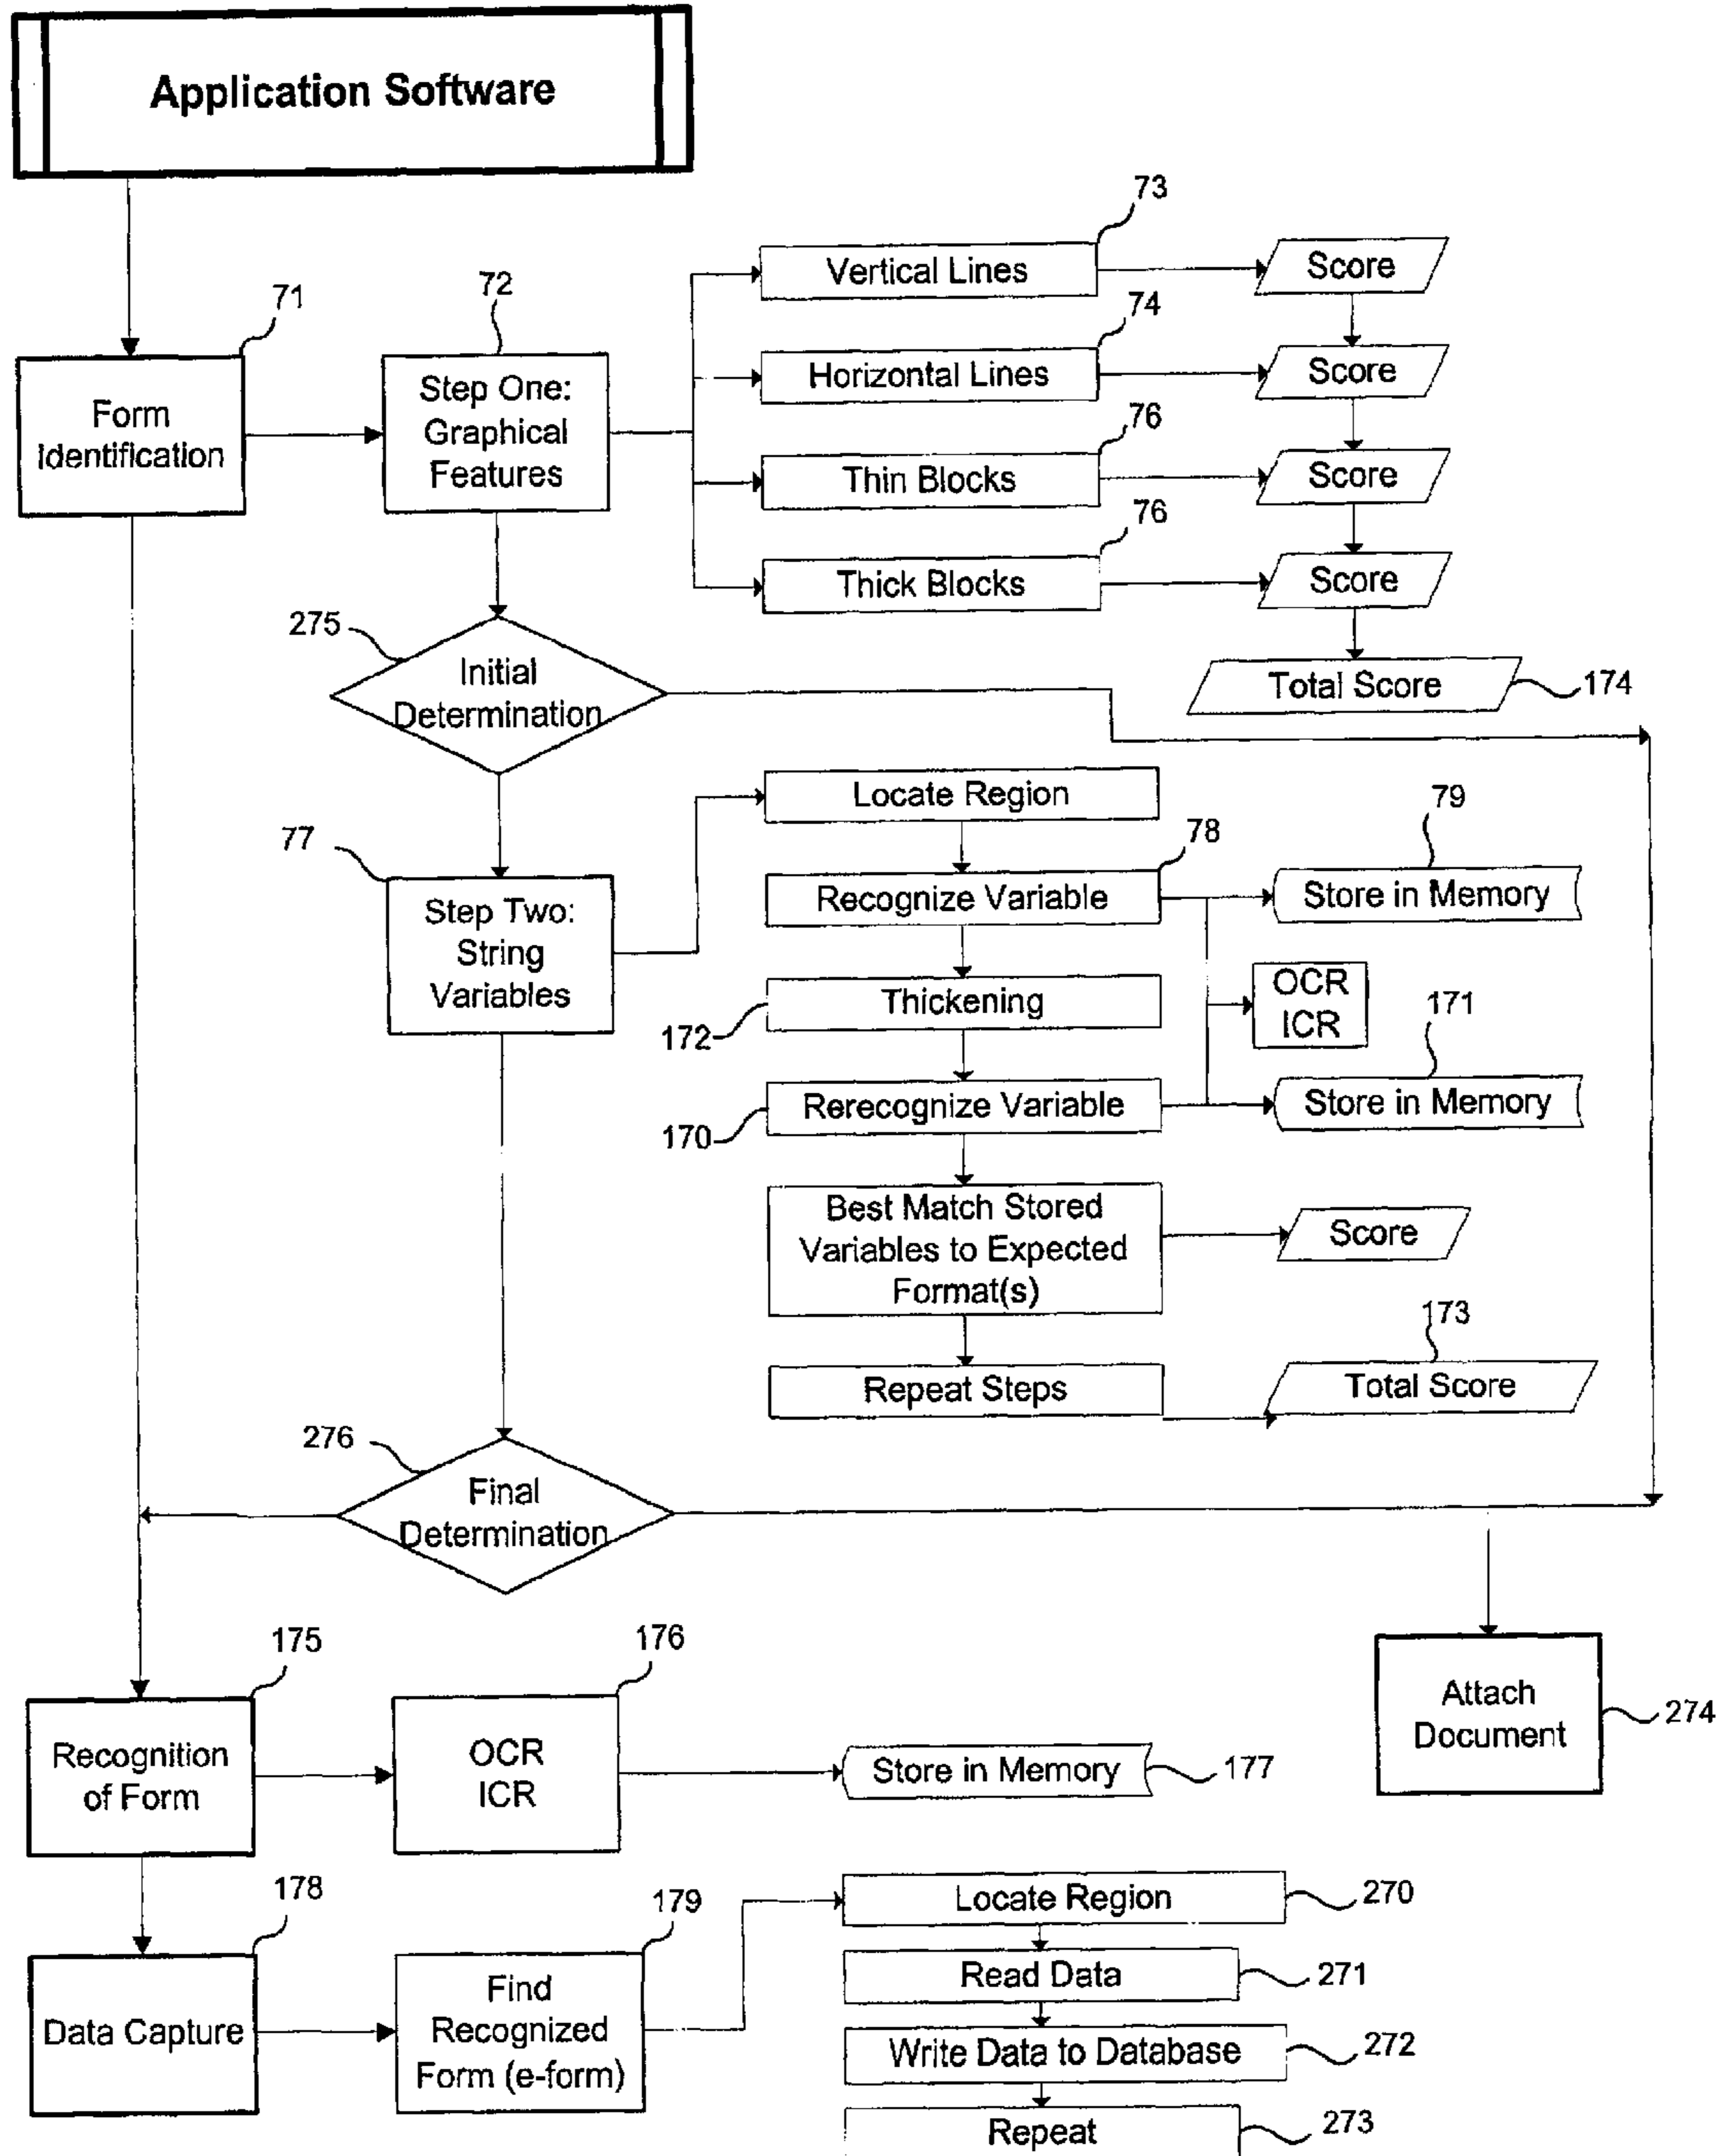 Application Software
73
Vertical Lines
Score
71
72
74
Form
Identification
Step One:
Graphical
Features
Horizontal Lines
Score
76
Thin Blocks
Score
76
Thick Blocks
Score
275
Initial
Determination
Total Score
174
Locate Region
77
78
79
Step Two:
String
Variables
Recognize Variable
Store in Memory
Thickening
172
OCR
ICR
171
Rerecognize Variable
170
Store in Memory
Best Match Stored
Variables to Expected
Format(s)
Score
173
Repeat Steps
Total Score
276
Final
Determination
175
176
Recognition
of Form
OCR
ICR
Store in Memory
177
Attach
Document
274
178
179
Locate Region
270
Data Capture
Find
Recognized
Form (e-form)
Read Data
271
Write Data to Database
272
Repeat
273